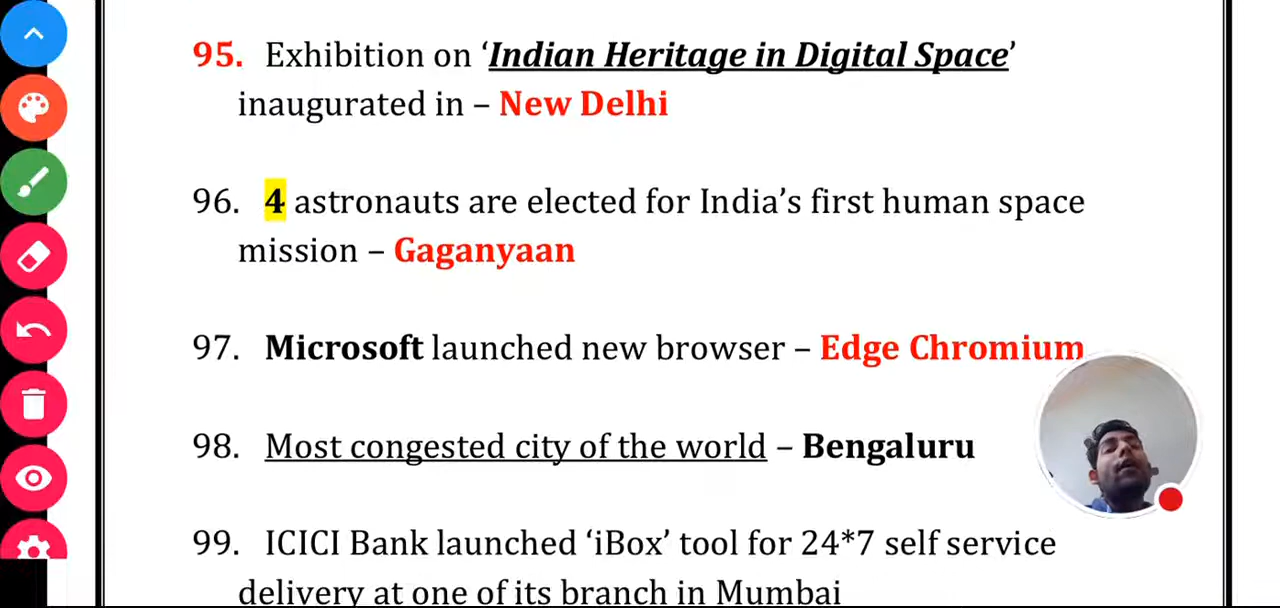 95. Exhibition on ‘Indian Heritage in Digital Space’
inaugurated in – New Delhi
96. 4 astronauts are elected for India’s first human space
mission – Gaganyaan
97. Microsoft launched new browser – Edge Chromium
98. Most congested city of the world – Bengaluru
99. ICICI Bank launched ‘iBox’ tool for 24*7 self service
delivery at one of its branch in Mumbai